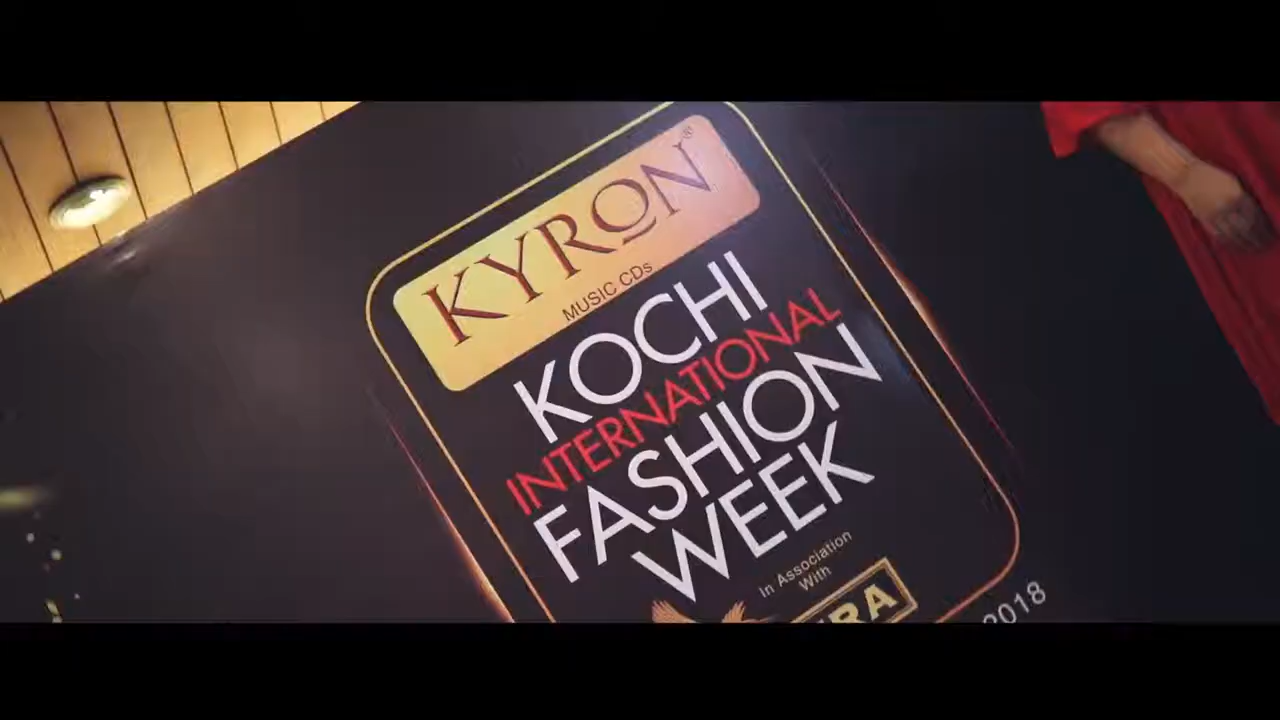 KYRON®
MUSIC CDs
KOCHI
INTERNATIONAL
FASHION
WEEK
In Association
With
2018